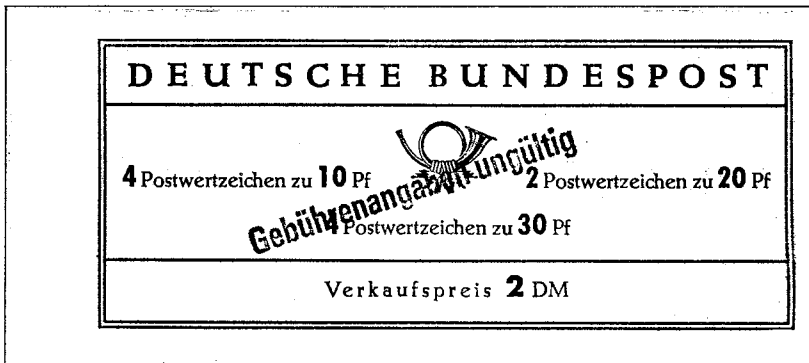 DEUTSCHE BUNDESPOST
4 Postwertzeichen zu 10 Pf
2 Postwertzeichen zu 20 Pf
4 Postwertzeichen zu 30 Pf
Gebührenangaben ungültig
Verkaufspreis 2 DM